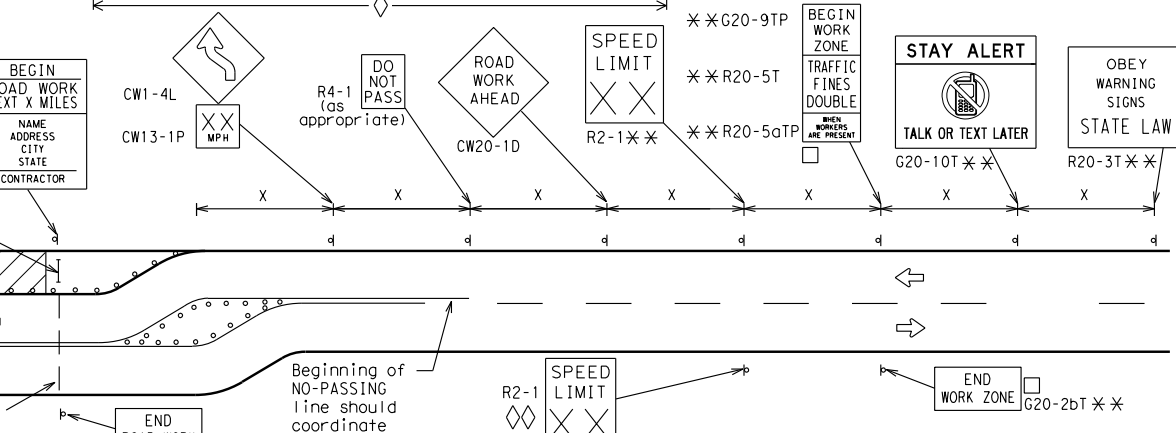 BEGIN
ROAD WORK
NEXT X MILES
NAME
ADDRESS
CITY
STATE
CONTRACTOR
CW1-4L
CW13-1P
XX
MPH
R4-1
(as
appropriate)
DO
NOT
PASS
ROAD
WORK
AHEAD
CW20-1D
SPEED
LIMIT
XX
R2-1**
**G20-9TP
**R20-5T
**R20-5aTP
BEGIN
WORK
ZONE
TRAFFIC
FINES
DOUBLE
WHEN
WORKERS
ARE PRESENT
STAY ALERT
TALK OR TEXT LATER
G20-10T**
OBEY
WARNING
SIGNS
STATE LAW
R20-3T**
X X X X X X X
Beginning of
NO-PASSING
line should
coordinate
R2-1
SPEED
LIMIT
XX
END
WORK ZONE
G20-2bT**
END